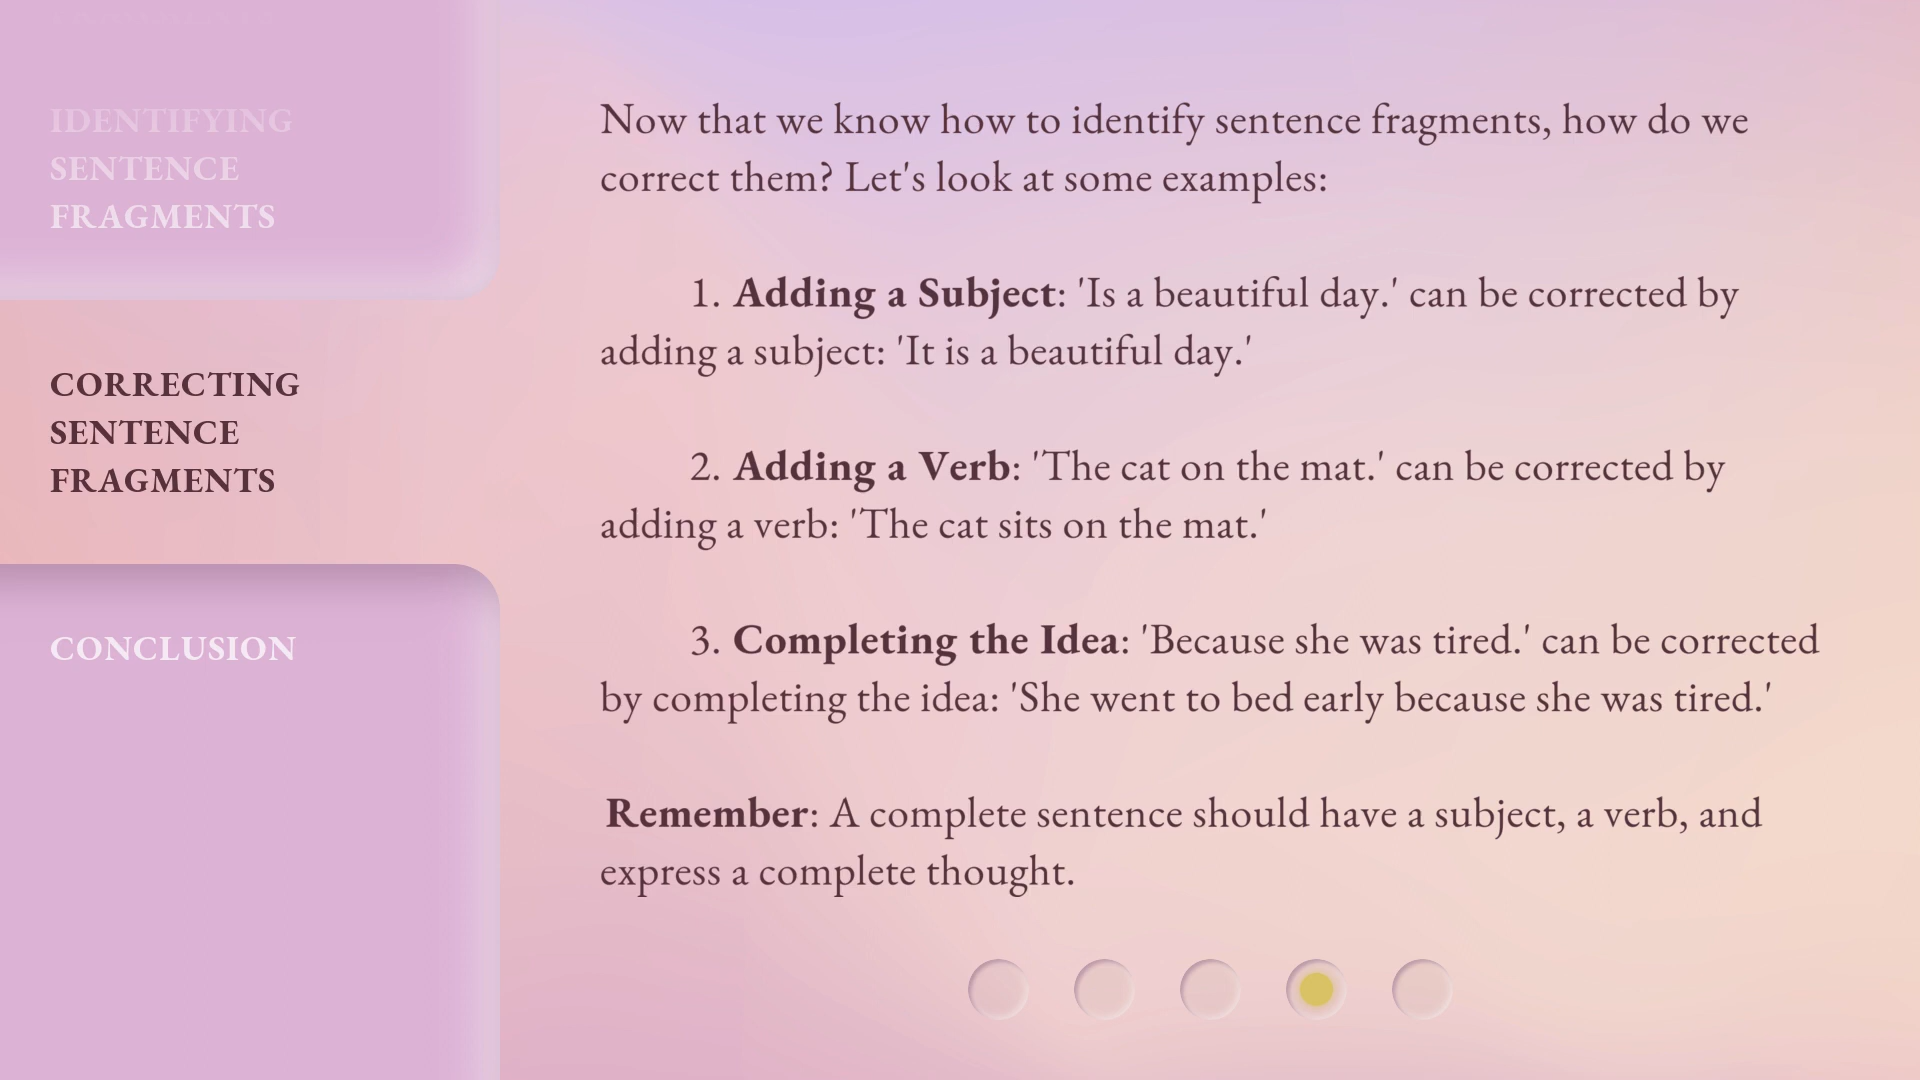 IDENTIFYING
SENTENCE
FRAGMENTS
CORRECTING
SENTENCE
FRAGMENTS
CONCLUSION
Now that we know how to identify sentence fragments, how do we
correct them? Let's look at some examples:
1. Adding a Subject: 'Is a beautiful day.' can be corrected by
adding a subject: 'It is a beautiful day.'
2. Adding a Verb: 'The cat on the mat.' can be corrected by
adding a verb: 'The cat sits on the mat.'
3. Completing the Idea: 'Because she was tired.' can be corrected
by completing the idea: 'She went to bed early because she was tired.'
Remember: A complete sentence should have a subject, a verb, and
express a complete thought.